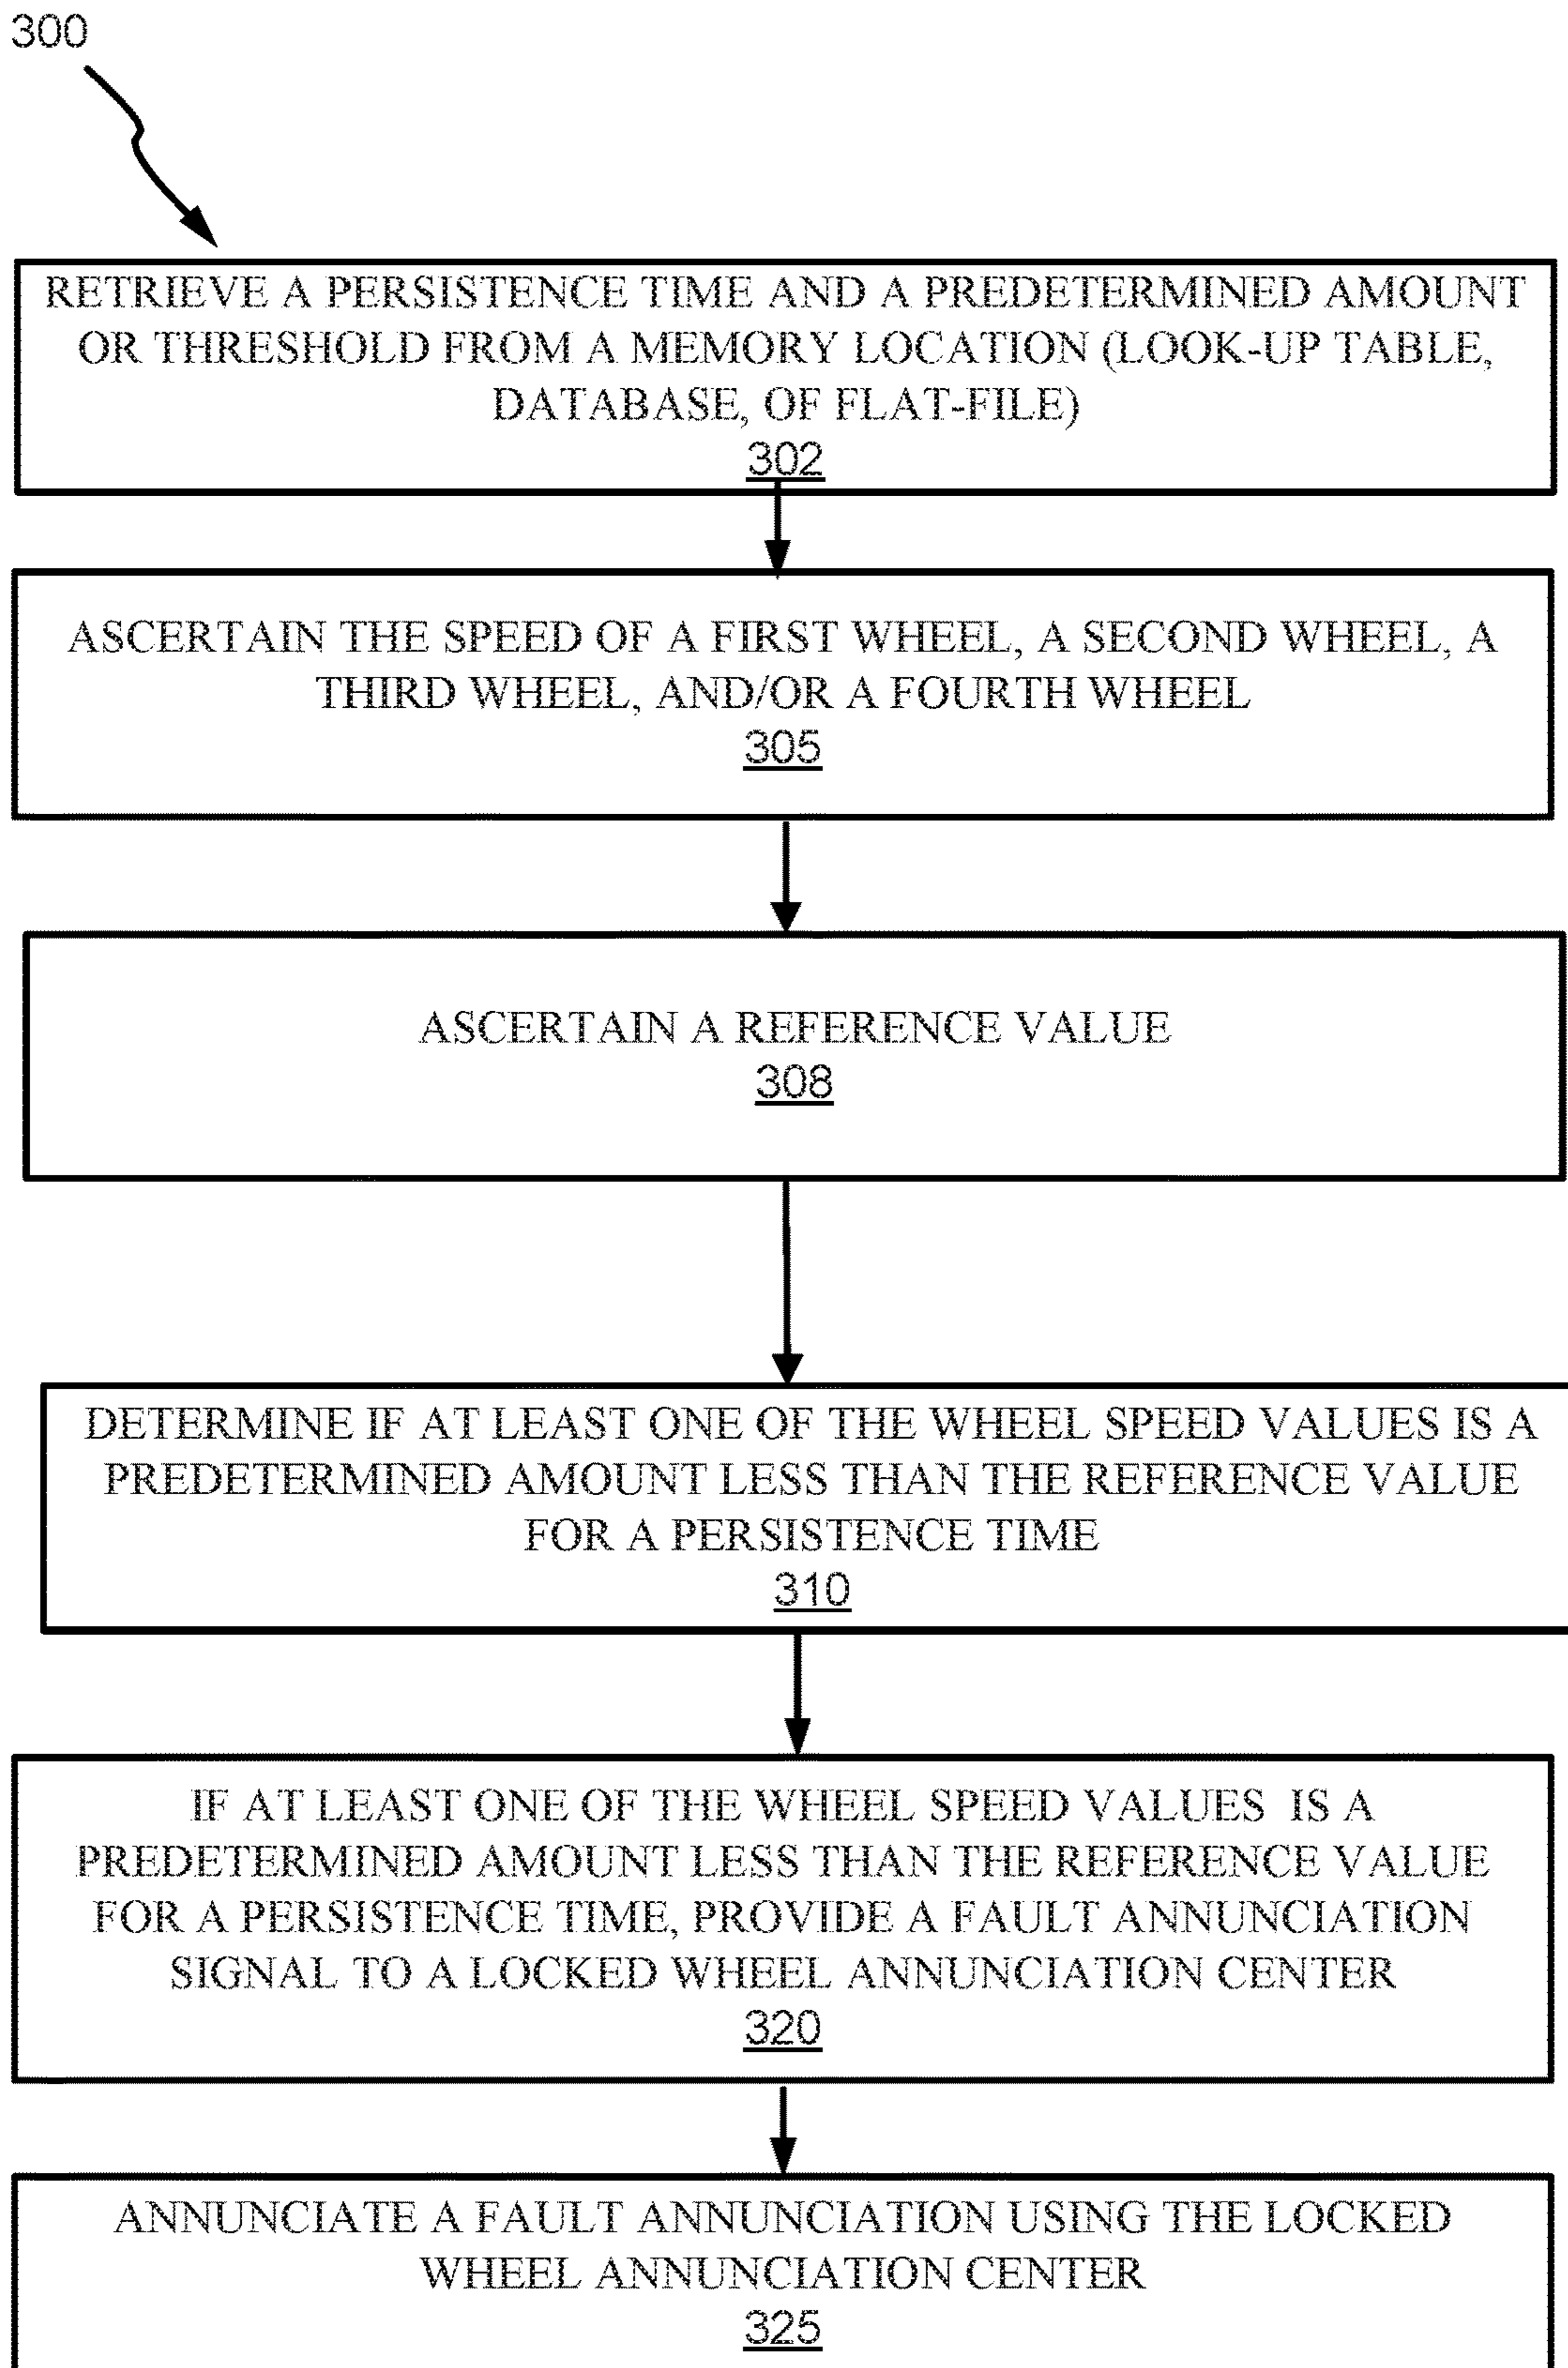 300
RETRIEVE A PERSISTENCE TIME AND A PREDETERMINED AMOUNT
OR THRESHOLD FROM A MEMORY LOCATION (LOOK-UP TABLE,
DATABASE, OF FLAT-FILE)
302
ASCERTAIN THE SPEED OF A FIRST WHEEL, A SECOND WHEEL, A
THIRD WHEEL, AND/OR A FOURTH WHEEL
305
ASCERTAIN A REFERENCE VALUE
308
DETERMINE IF AT LEAST ONE OF THE WHEEL SPEED VALUES IS A
PREDETERMINED AMOUNT LESS THAN THE REFERENCE VALUE
FOR A PERSISTENCE TIME
310
IF AT LEAST ONE OF THE WHEEL SPEED VALUES IS A
PREDETERMINED AMOUNT LESS THAN THE REFERENCE VALUE
FOR A PERSISTENCE TIME, PROVIDE A FAULT ANNUNCIATION
SIGNAL TO A LOCKED WHEEL ANNUNCIATION CENTER
320
ANNUNCIATE A FAULT ANNUNCIATION USING THE LOCKED
WHEEL ANNUNCIATION CENTER
325